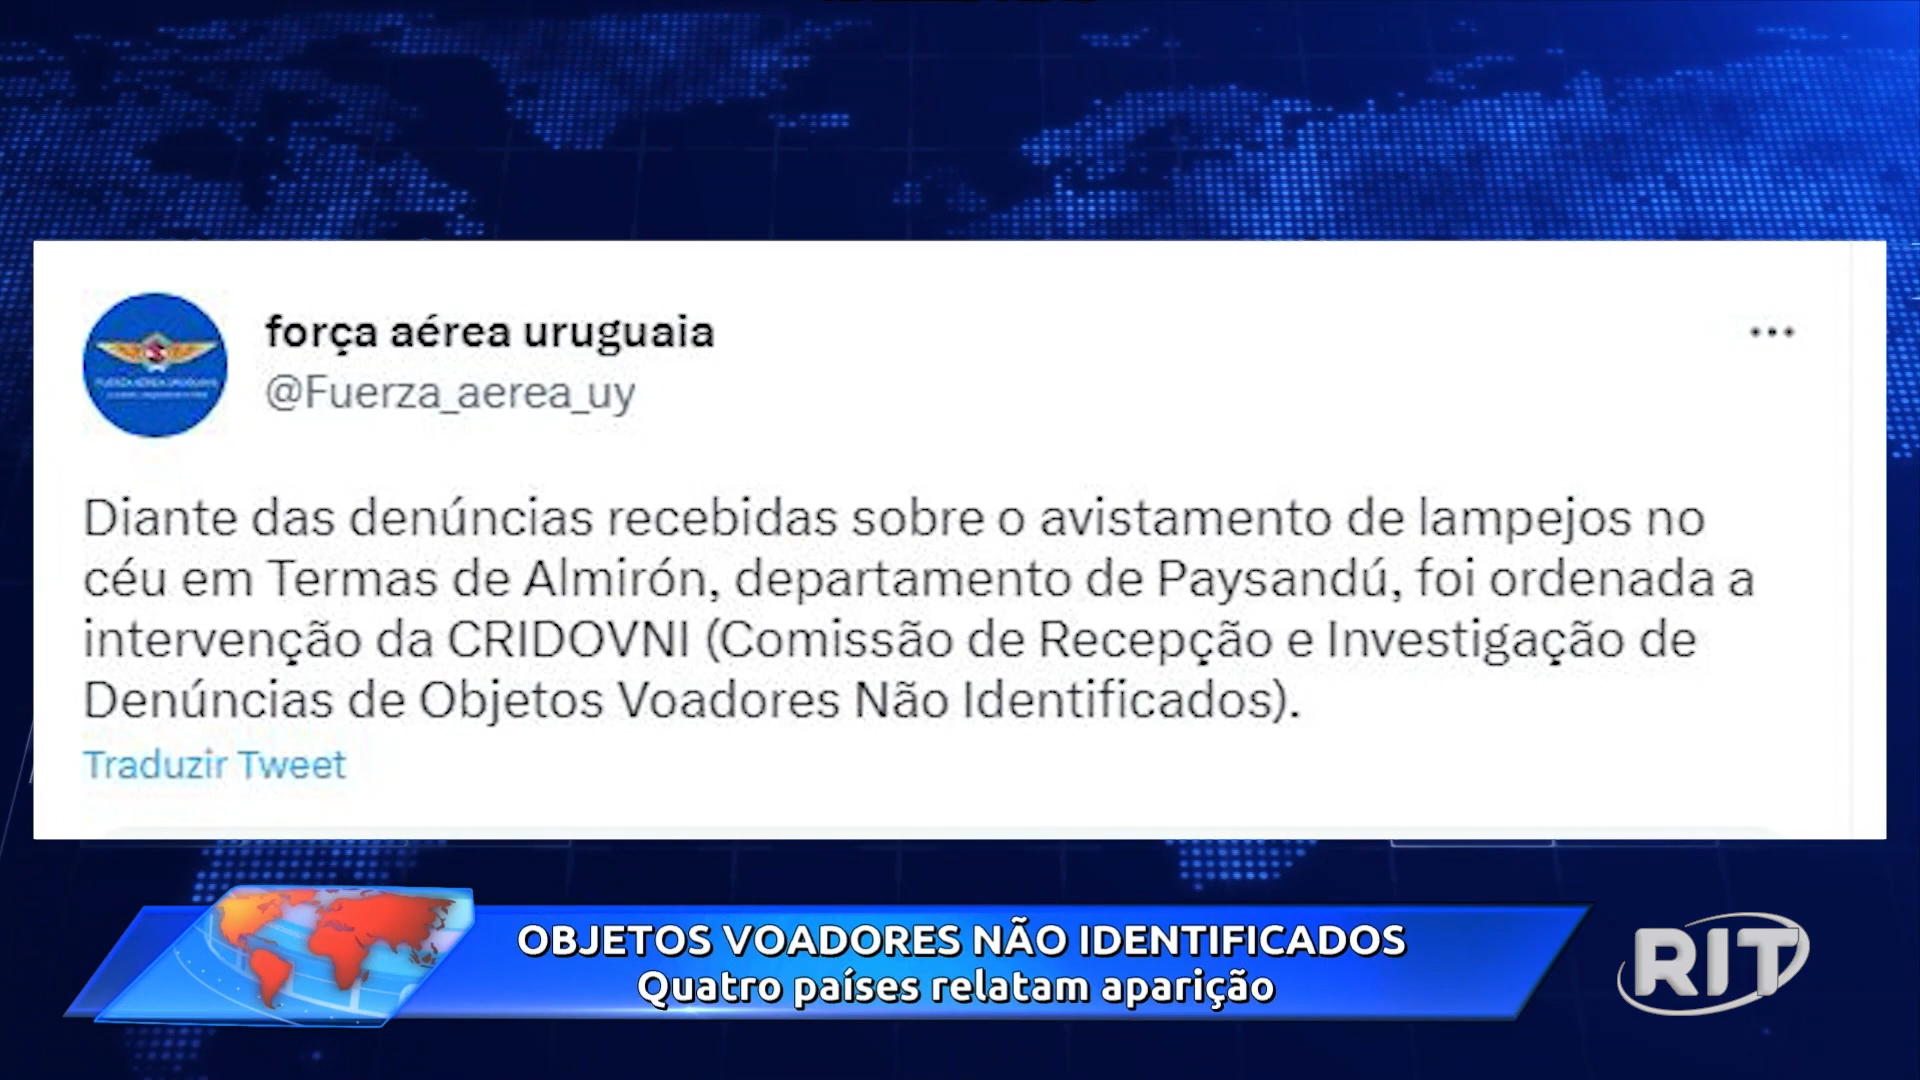 força aérea uruguaia
@Fuerza_aerea_uy
Diante das denúncias recebidas sobre o avistamento de lampejos no
céu em Termas de Almirón, departamento de Paysandú, foi ordenada a
intervenção da CRIDOVNI (Comissão de Recepção e Investigação de
Denúncias de Objetos Voadores Não Identificados).
Traduzir Tweet
OBJETOS VOADORES NÃO IDENTIFICADOS
Quatro países relatam aparição
RIT